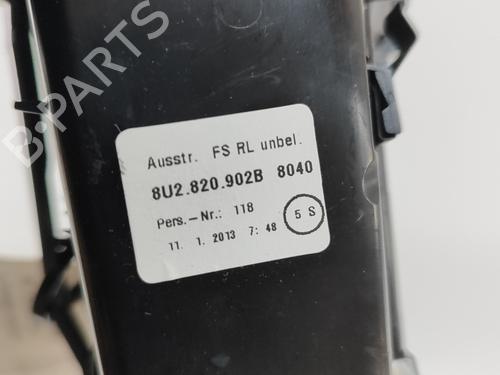 B-PARTS
Ausstr. FS RL unbel.
8U2.820.902B 8040
Pers.-Nr.: 118
5 S
11. 1. 2013 7: 48